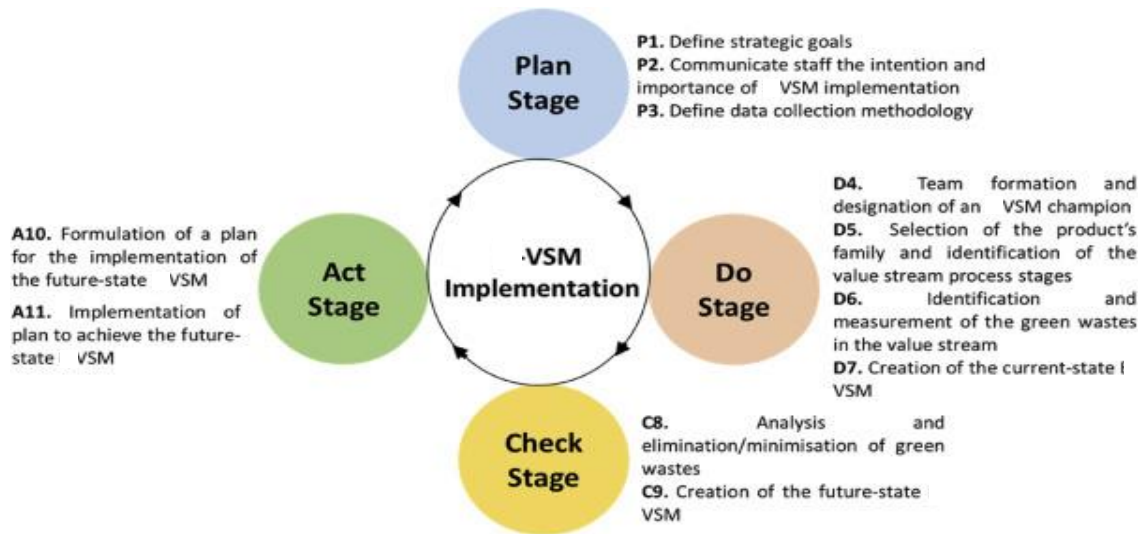 Plan
Stage
P1. Define strategic goals
P2. Communicate staff the intention and
importance of VSM implementation
P3. Define data collection methodology
D4. Team formation and
designation of an VSM champion
D5. Selection of the product's
family and identification of the
value stream process stages
D6. Identification and
measurement of the green wastes
in the value stream
D7. Creation of the current-state
VSM
Do
Stage
VSM
Implementation
A10. Formulation of a plan
for the implementation of
the future-state VSM
A11. Implementation of
plan to achieve the future-
state VSM
Act
Stage
Check
Stage
C8. Analysis and
elimination/minimisation of green
wastes
C9. Creation of the future-state
VSM